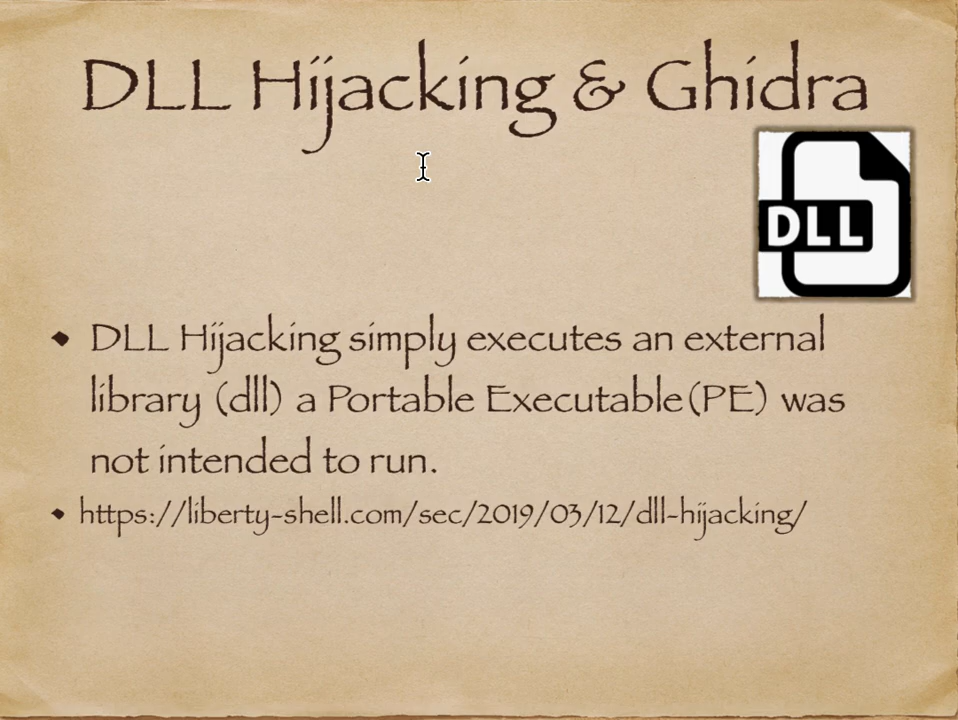 DLL Hijacking & Ghidra
DLL
DLL Hijacking simply executes an external
library (dll) a Portable Executable(PE) was
not intended to run.
https://liberty-shell.com/sec/2019/03/12/dll-hijacking/